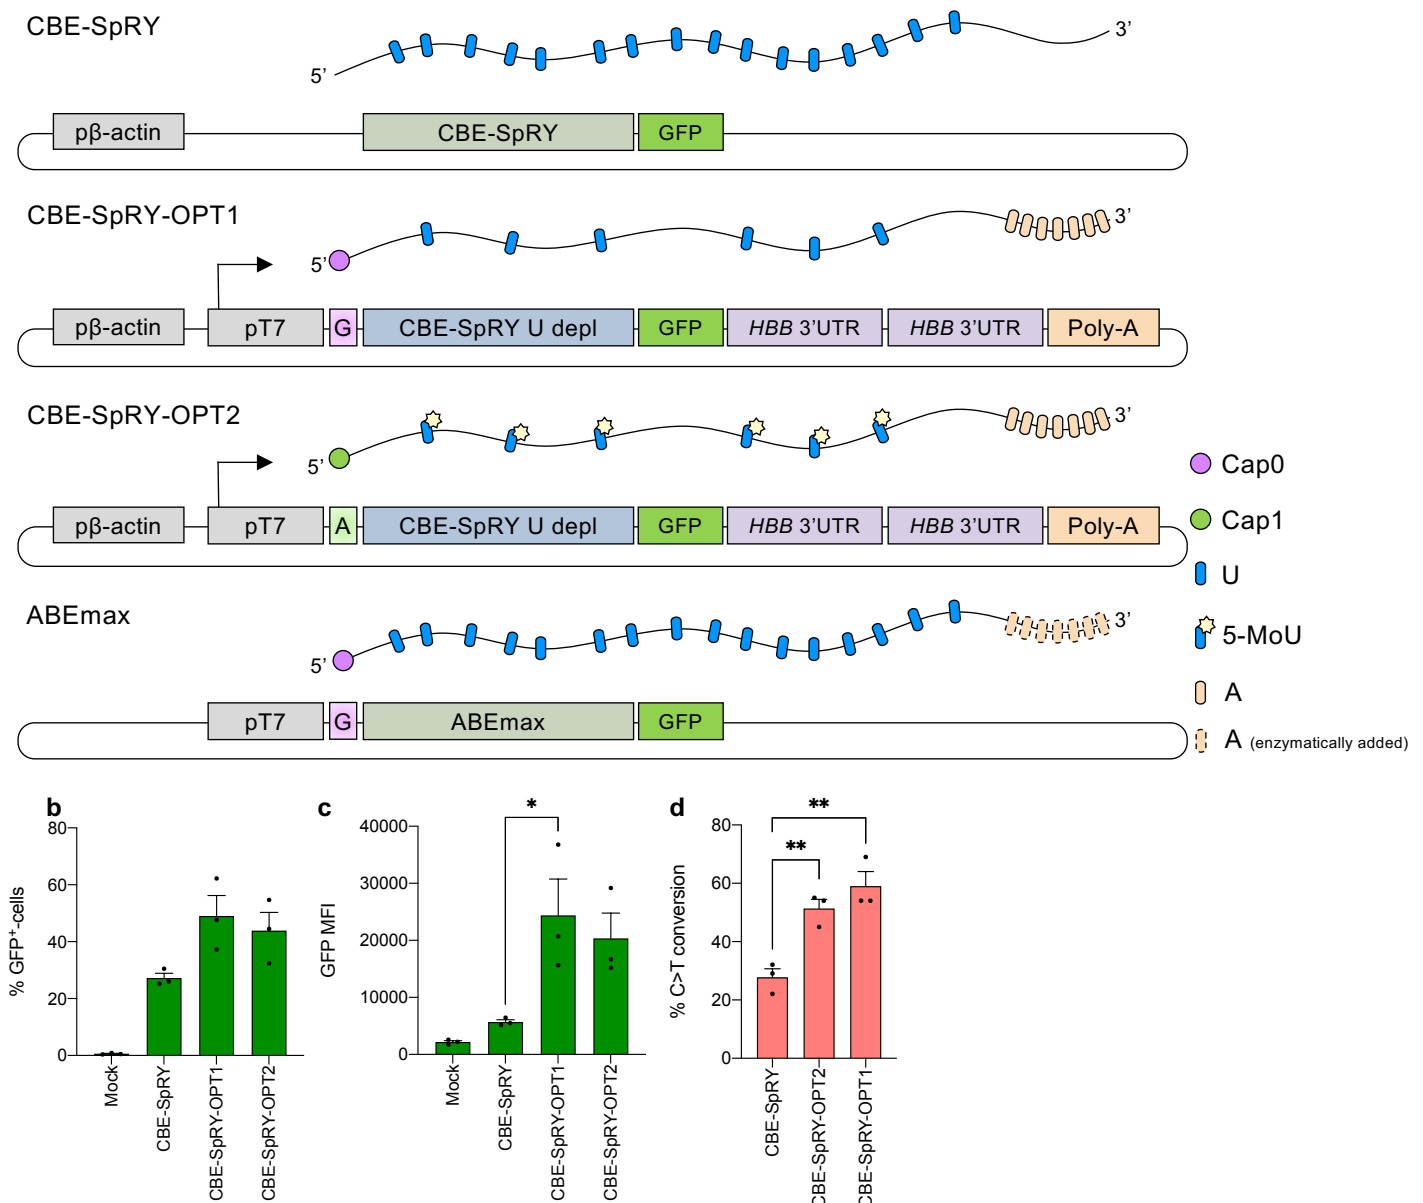 CBE-SpRY
5’
3’
pβ-actin
CBE-SpRY
GFP
CBE-SpRY-OPT1
5’
3’
pβ-actin
pT7
G
CBE-SpRY U depl
GFP
HBB 3’UTR
HBB 3’UTR
Poly-A
CBE-SpRY-OPT2
5’
3’
pβ-actin
pT7
A
CBE-SpRY U depl
GFP
HBB 3’UTR
HBB 3’UTR
Poly-A
ABEmax
5’
3’
pT7
G
ABEmax
GFP
Cap0
Cap1
U
5-MoU
A
A (enzymatically added)
b
% GFP+-cells
80
60
40
20
0
Mock
CBE-SpRY
CBE-SpRY-OPT1
CBE-SpRY-OPT2
c
GFP MFI
40000
30000
20000
10000
0
*
Mock
CBE-SpRY
CBE-SpRY-OPT1
CBE-SpRY-OPT2
d
% C>T conversion
80
60
40
20
0
**
**
CBE-SpRY
CBE-SpRY-OPT2
CBE-SpRY-OPT1